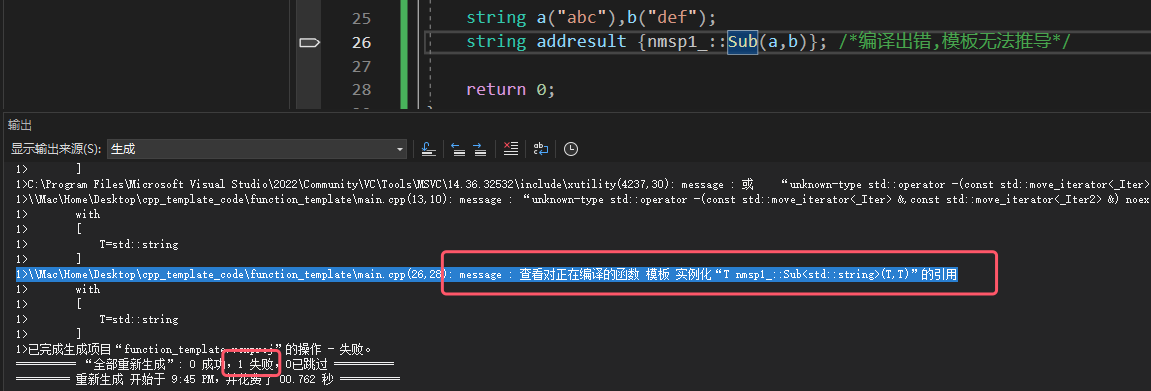 25 string a("abc"),b("def");
26 string addresult {nmsp1_::Sub(a,b)}; /*编译出错,模板无法推导*/
27
28 return 0;
输出
显示输出来源(S): 生成
1> ]
1>C:\Program Files\Microsoft Visual Studio\2022\Community\VC\Tools\MSVC\14.36.32532\include\xutility(4237,30): message : 或 “unknown-type std::operator -(const std::move_iterator<_Iter>
1>\\Mac\Home\Desktop\cpp_template_code\function_template\main.cpp(13,10): message : “unknown-type std::operator -(const std::move_iterator<_Iter> &,const std::move_iterator<_Iter2> &) noex
1> with
1> [
1> T=std::string
1> ]
1>\\Mac\Home\Desktop\cpp_template_code\function_template\main.cpp(26,28): message : 查看对正在编译的函数 模板 实例化“T nmsp1_::Sub<std::string>(T,T)”的引用
1> with
1> [
1> T=std::string
1> ]
1>已完成生成项目“function_template.vcxproj”的操作 - 失败。
========== “全部重新生成”: 0 成功，1 失败，0已跳过 ==========
========= 重新生成 开始于 9:45 PM，并花费了 00.762 秒 ==========